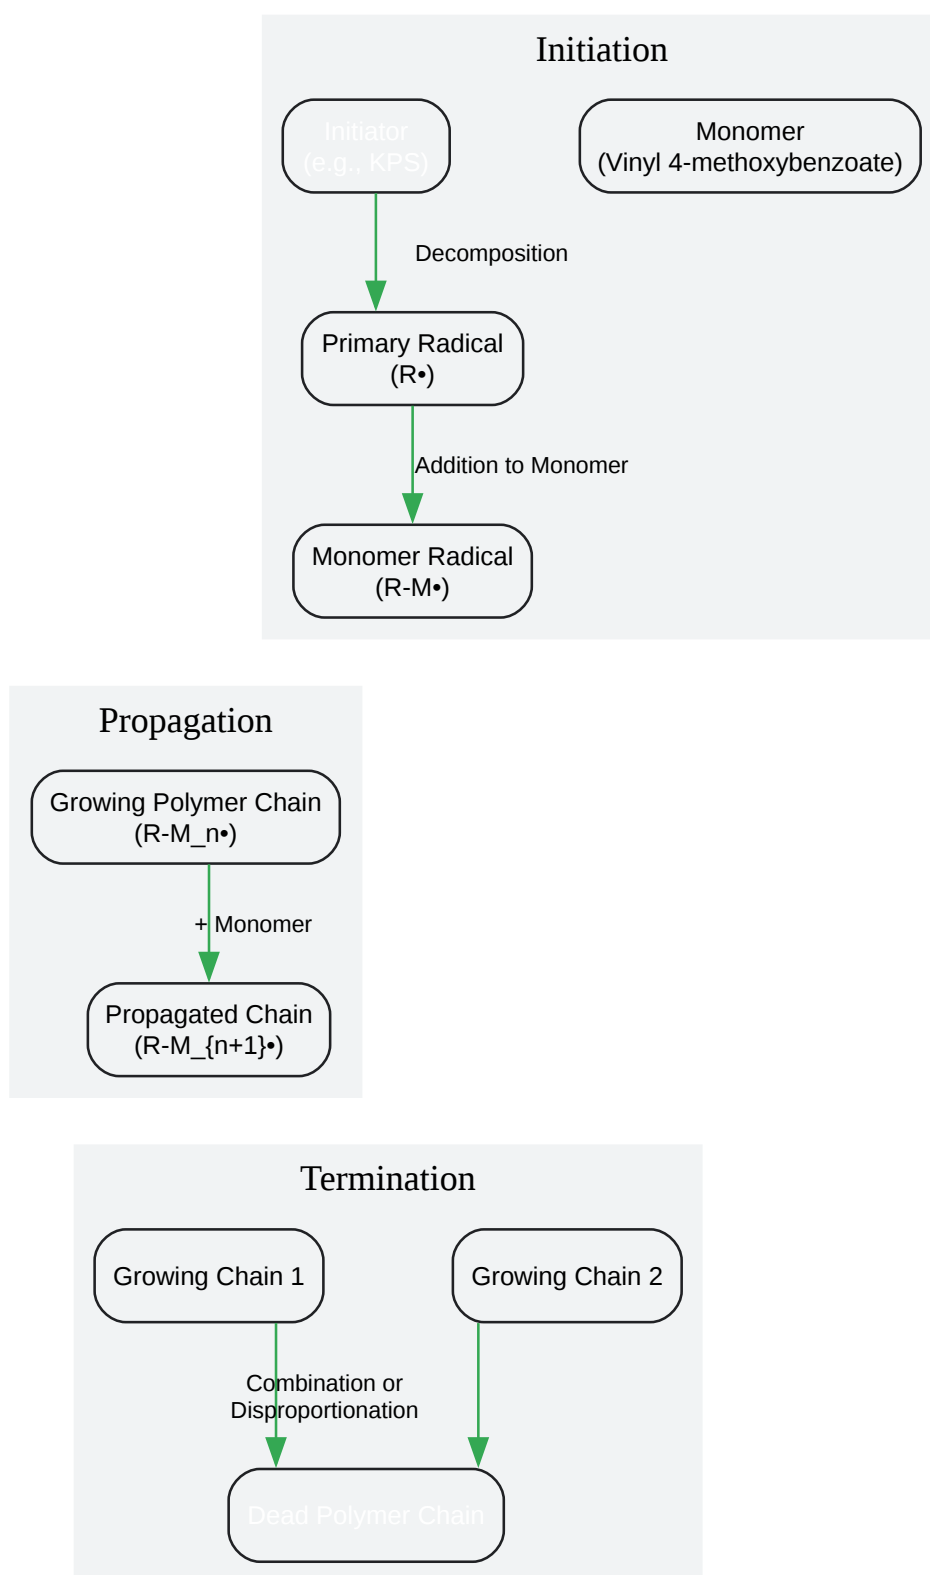 Initiation
Initiator
(e.g., KPS)
Monomer
(Vinyl 4-methoxybenzoate)
Decomposition
Primary Radical
(R•)
Addition to Monomer
Monomer Radical
(R-M•)
Propagation
Growing Polymer Chain
(R-M_n•)
+ Monomer
Propagated Chain
(R-M_{n+1}•)
Termination
Growing Chain 1
Growing Chain 2
Combination or
Disproportionation
Dead Polymer Chain